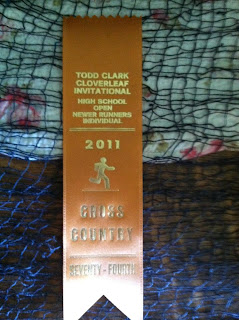 TODD CLARK
CLOVERLEAF
INVITATIONAL
HIGH SCHOOL
OPEN
NEWER RUNNERS
INDIVIDUAL
2011
CROSS
COUNTRY
SEVENTY - FOURTH